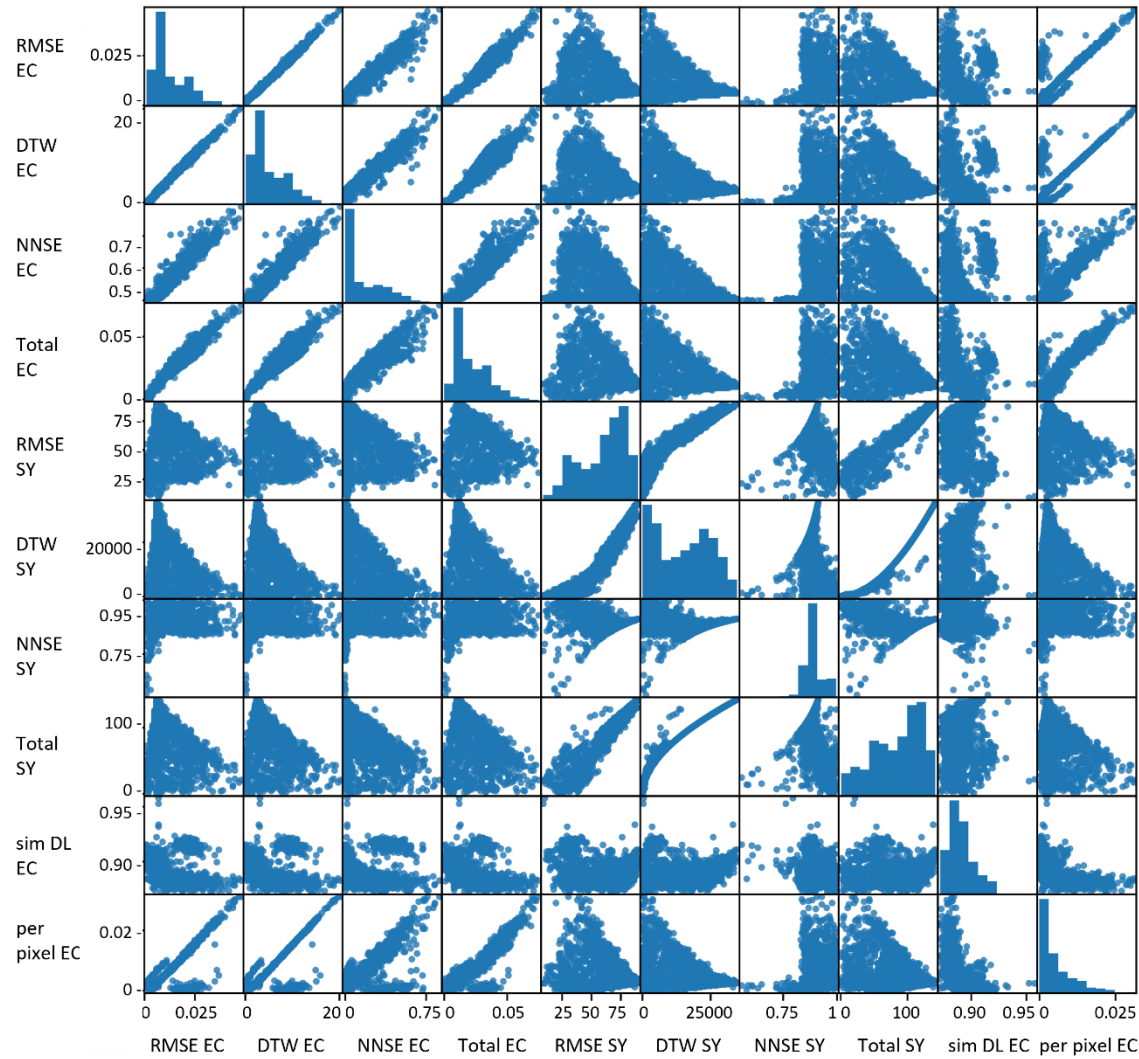 RMSE
EC
0.025
0
DTW
EC
20
0
NNSE
EC
0.7
0.6
0.5
Total
EC
0.05
0
RMSE
SY
75
50
25
DTW
SY
20000
0
NNSE
SY
0.95
0.75
Total
SY
100
0
sim DL
EC
0.95
0.90
per
pixel EC
0.02
0
0 0.025 0 20 0 0.75 0 0.05 25 50 75 0 25000 0.75 1 0 100 0.90 0.95 0 0.025
RMSE EC DTW EC NNSE EC Total EC RMSE SY DTW SY NNSE SY Total SY sim DL EC per pixel EC